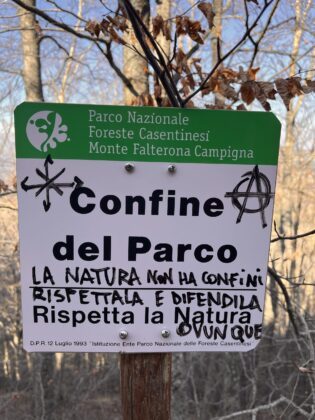 Parco Nazionale
Foreste Casentinesi
Monte Falterona Campigna
Confine
del Parco
LA NATURA NON HA CONFINI
RISPETTALA E DIFENDILA
Rispetta la Natura
OVUNQUE
D.P.R. 12 Luglio 1993 "Istituzione Ente Parco Nazionale delle Foreste Casentinesi"